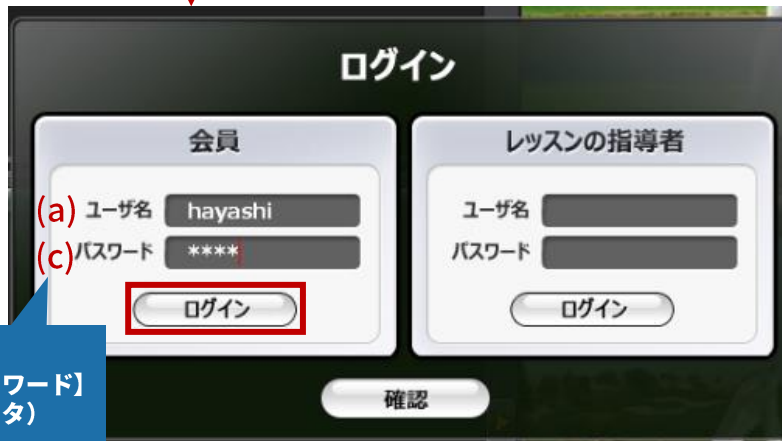 ログイン
会員
(a) ユーザ名 hayashi
(c) パスワード ****
ログイン
レッスンの指導者
ユーザ名
パスワード
ログイン
ワード】
タ）
確認